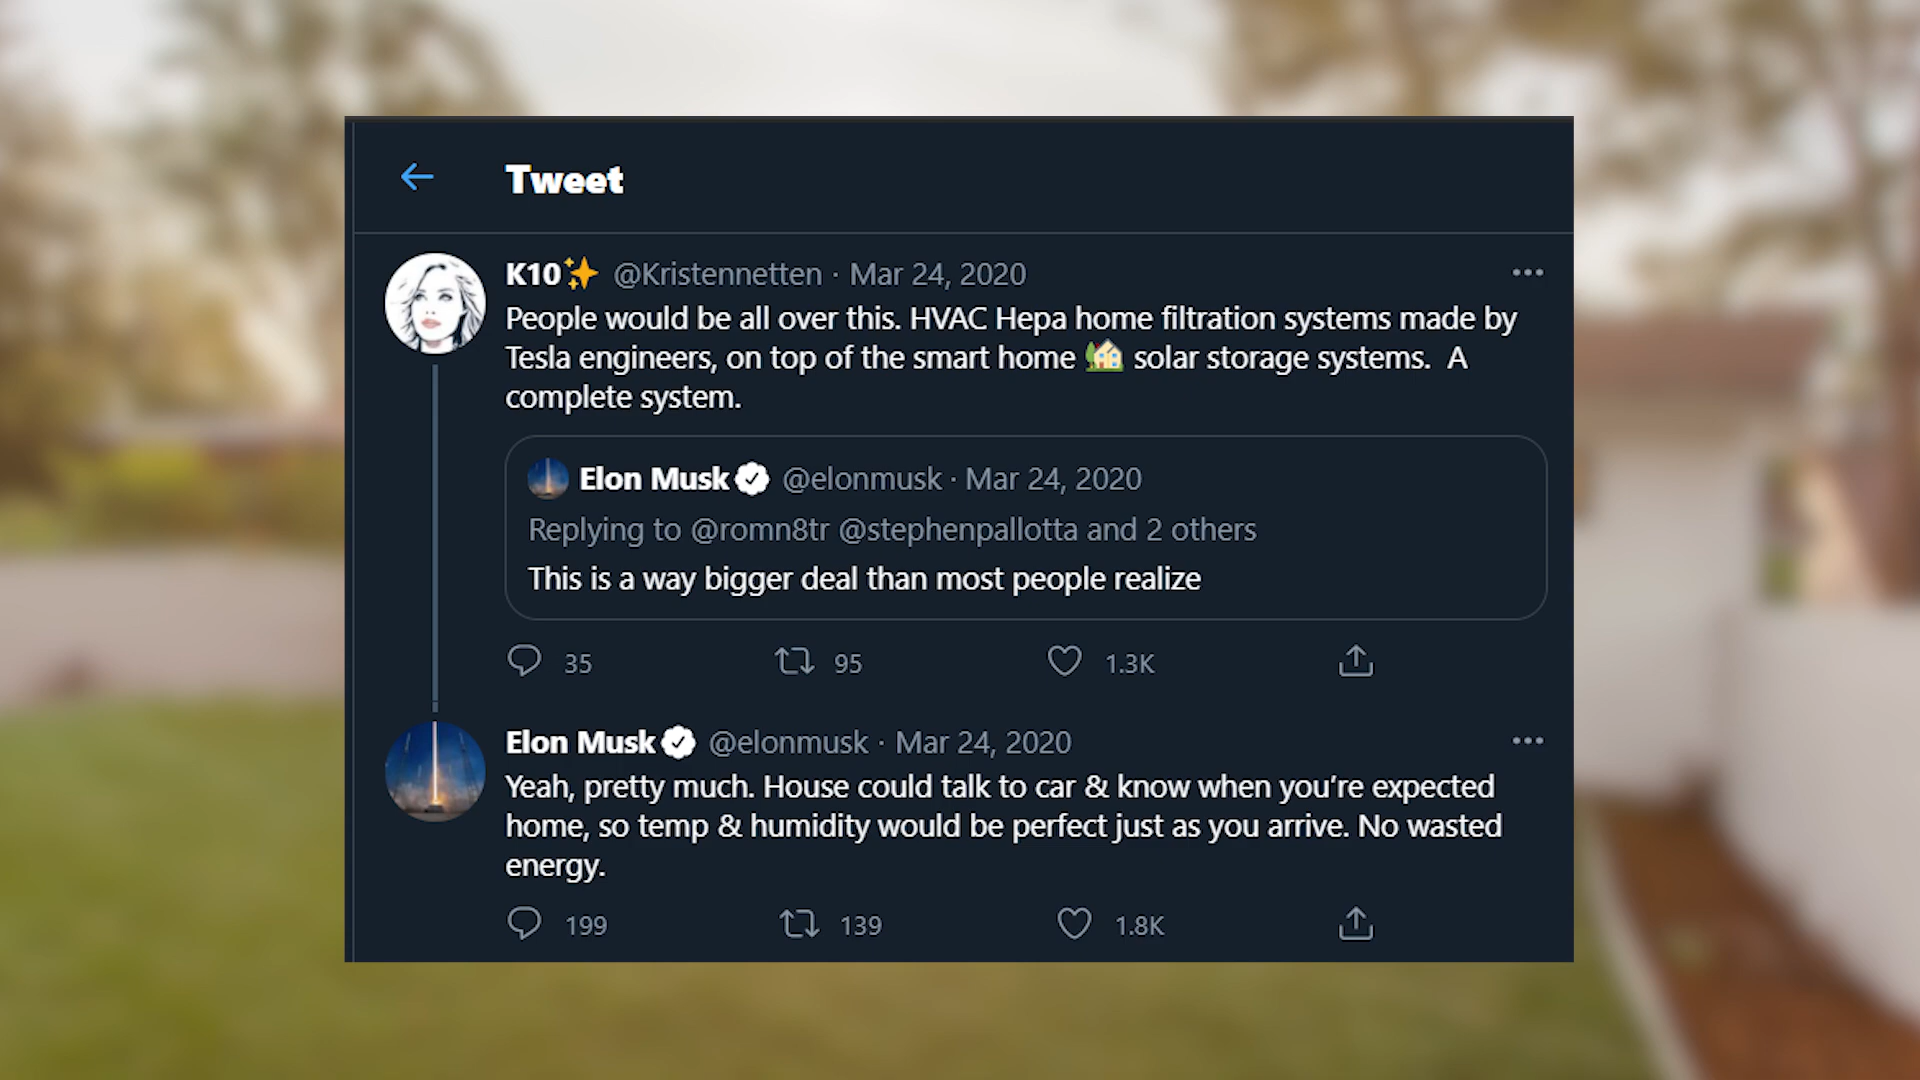 Tweet
K10✨ @Kristennetten · Mar 24, 2020
People would be all over this. HVAC Hepa home filtration systems made by
Tesla engineers, on top of the smart home 🏡 solar storage systems.  A
complete system.
Elon Musk @elonmusk · Mar 24, 2020
Replying to @romn8tr @stephenpallotta and 2 others
This is a way bigger deal than most people realize
35 95 1.3K
Elon Musk @elonmusk · Mar 24, 2020
Yeah, pretty much. House could talk to car & know when you’re expected
home, so temp & humidity would be perfect just as you arrive. No wasted
energy.
199 139 1.8K